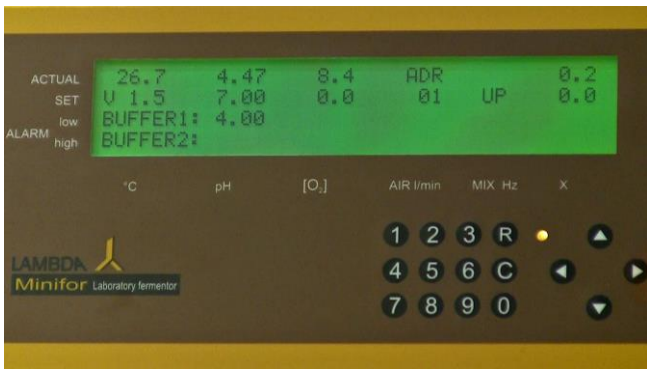 ACTUAL 26.7 4.47 8.4 ADR 0.2
SET V 1.5 7.00 0.0 01 UP 0.0
ALARM low BUFFER1: 4.00
high BUFFER2:
°C pH [O₂] AIR l/min MIX Hz X
1 2 3 R
4 5 6 C
7 8 9 0
LAMBDA
Minifor Laboratory fermentor